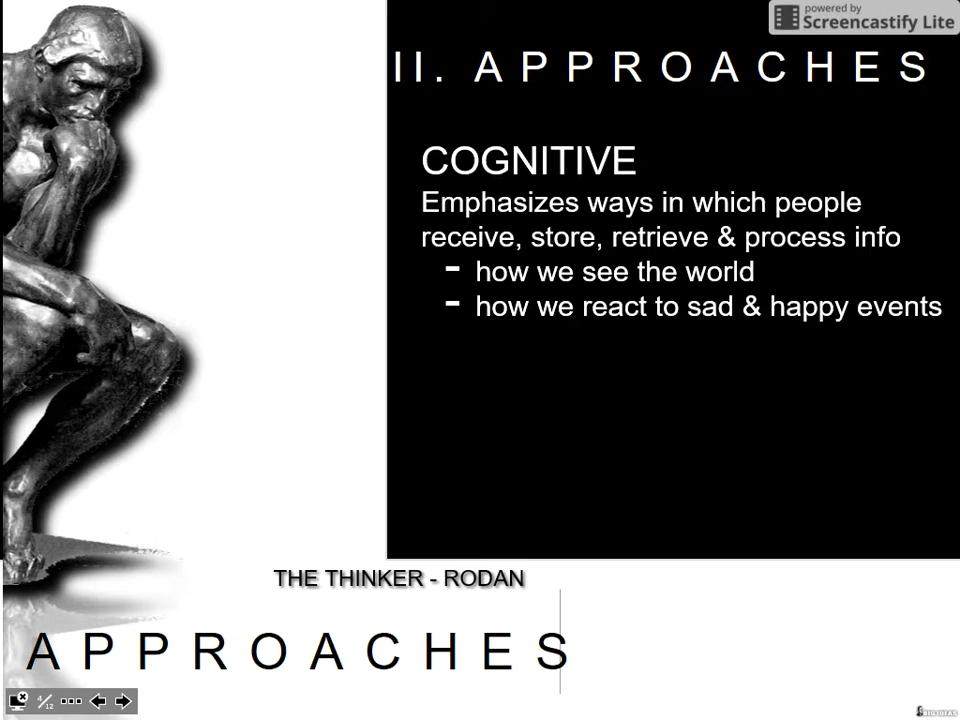 powered by
Screencastify Lite
II. APPROACHES
COGNITIVE
Emphasizes ways in which people
receive, store, retrieve & process info
- how we see the world
- how we react to sad & happy events
THE THINKER - RODAN
APPROACHES
4/12